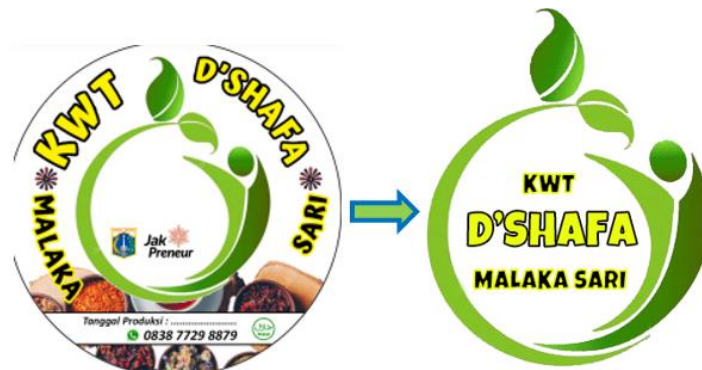 KWT D'SHAFA
MALAKA SARI
Jak
Preneur
Tanggal Produksi : ........................
0838 7729 8879
KWT
D'SHAFA
MALAKA SARI